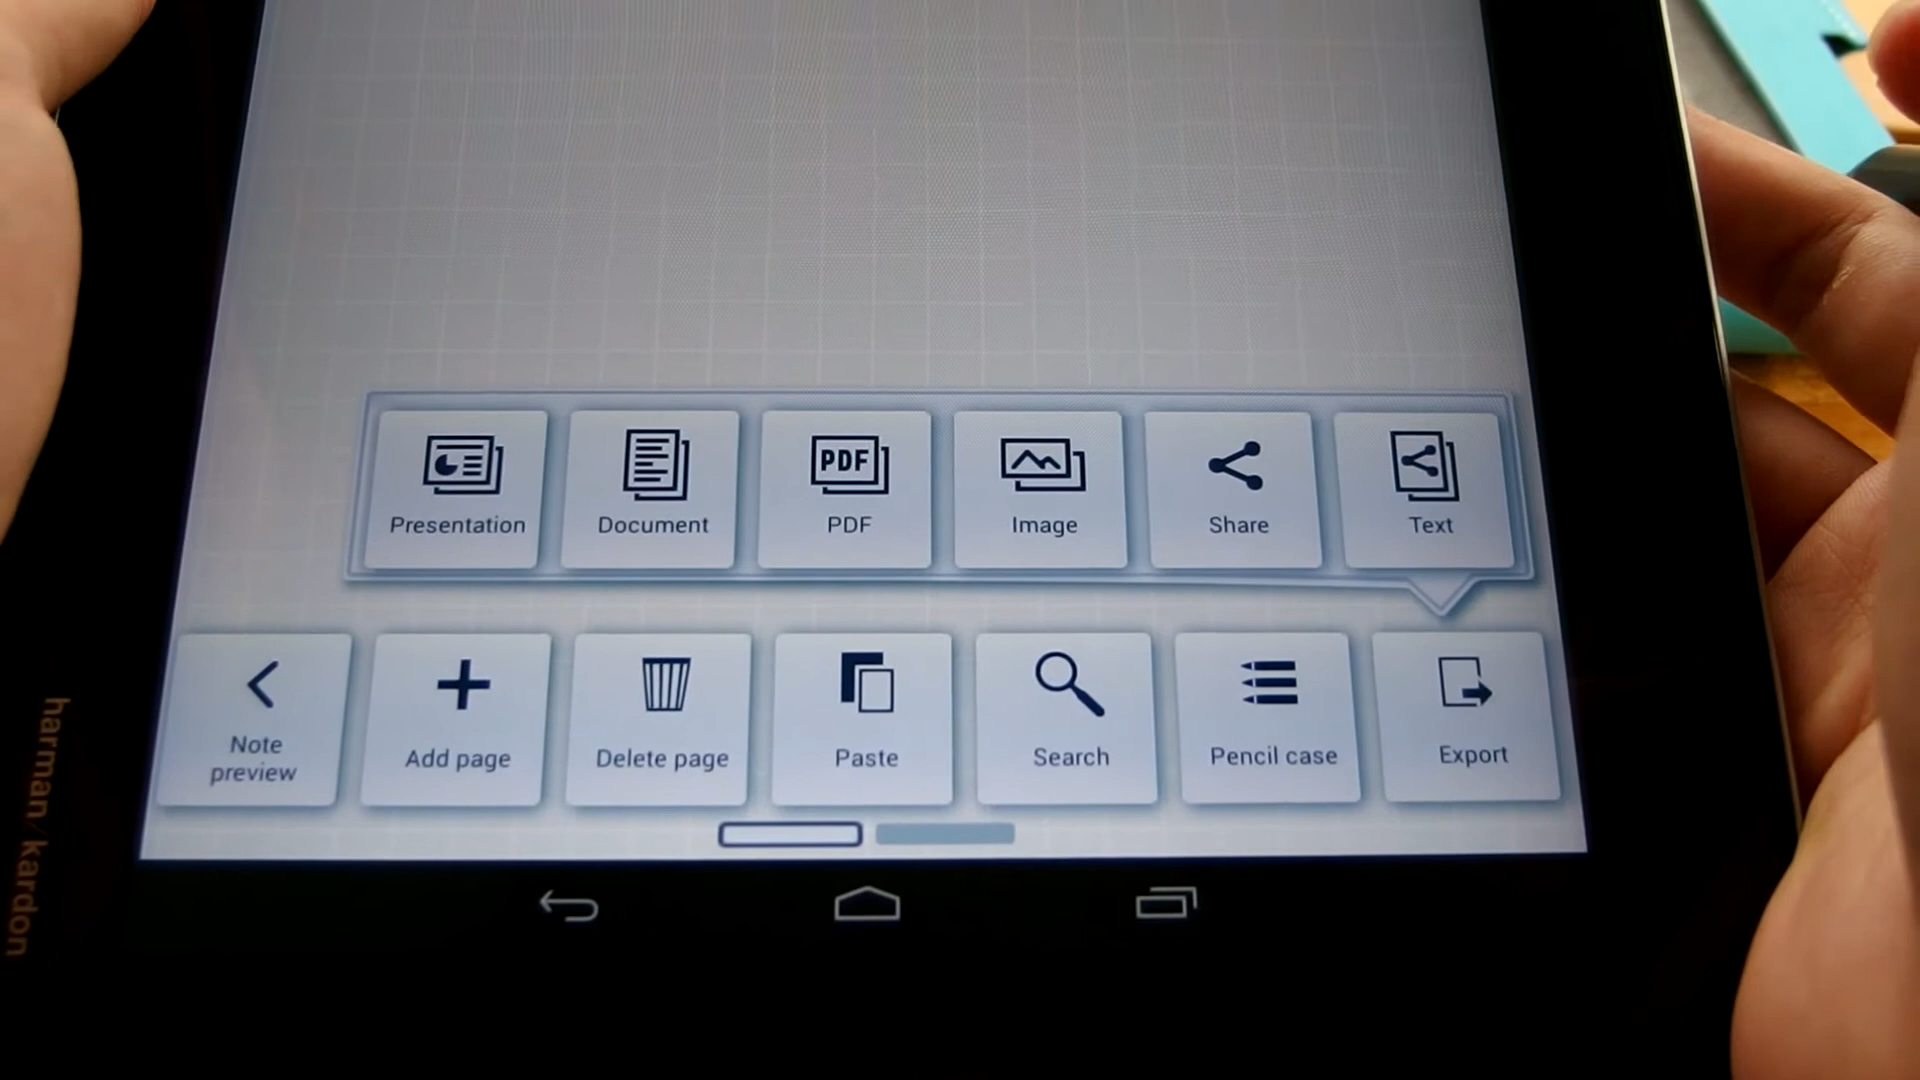 Presentation
Document
PDF
PDF
Image
Share
Text
Note
preview
Add page
Delete page
Paste
Search
Pencil case
Export
harman/kardon